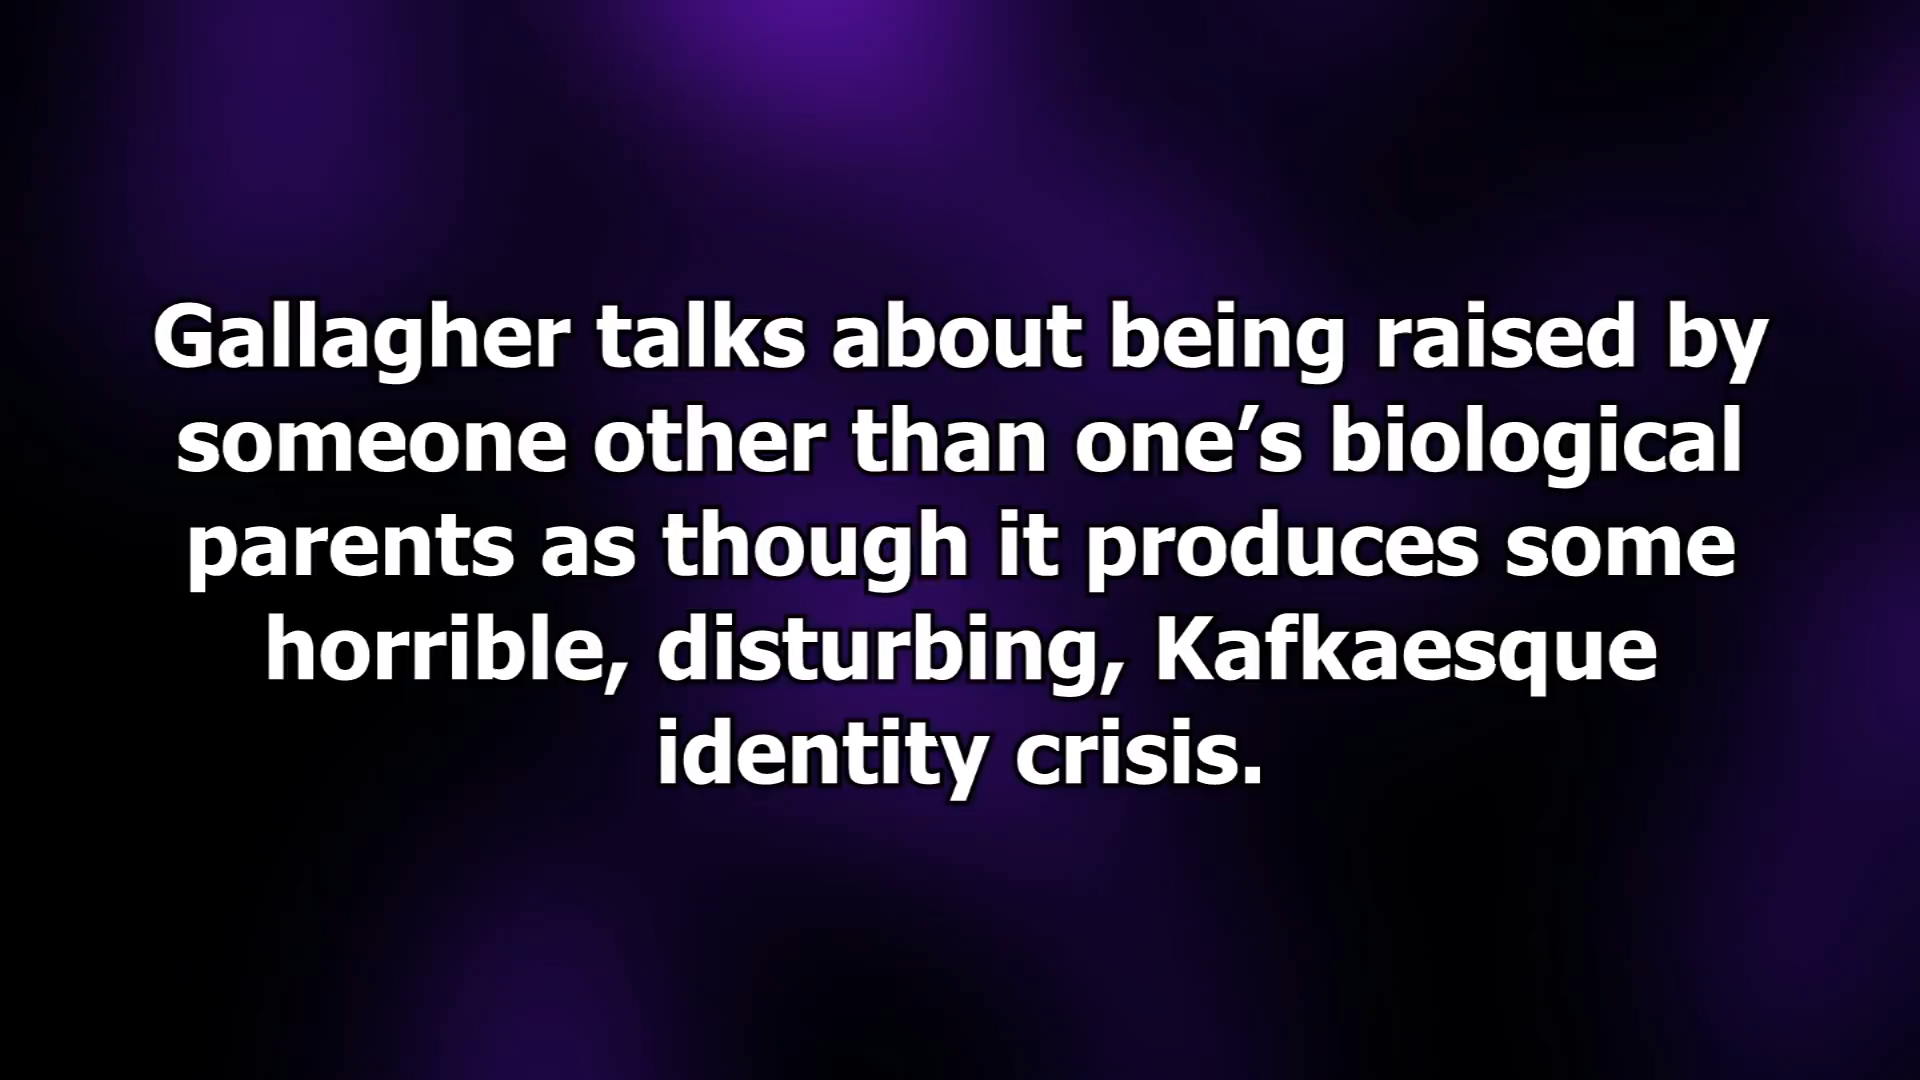 Gallagher talks about being raised by
someone other than one’s biological
parents as though it produces some
horrible, disturbing, Kafkaesque
identity crisis.